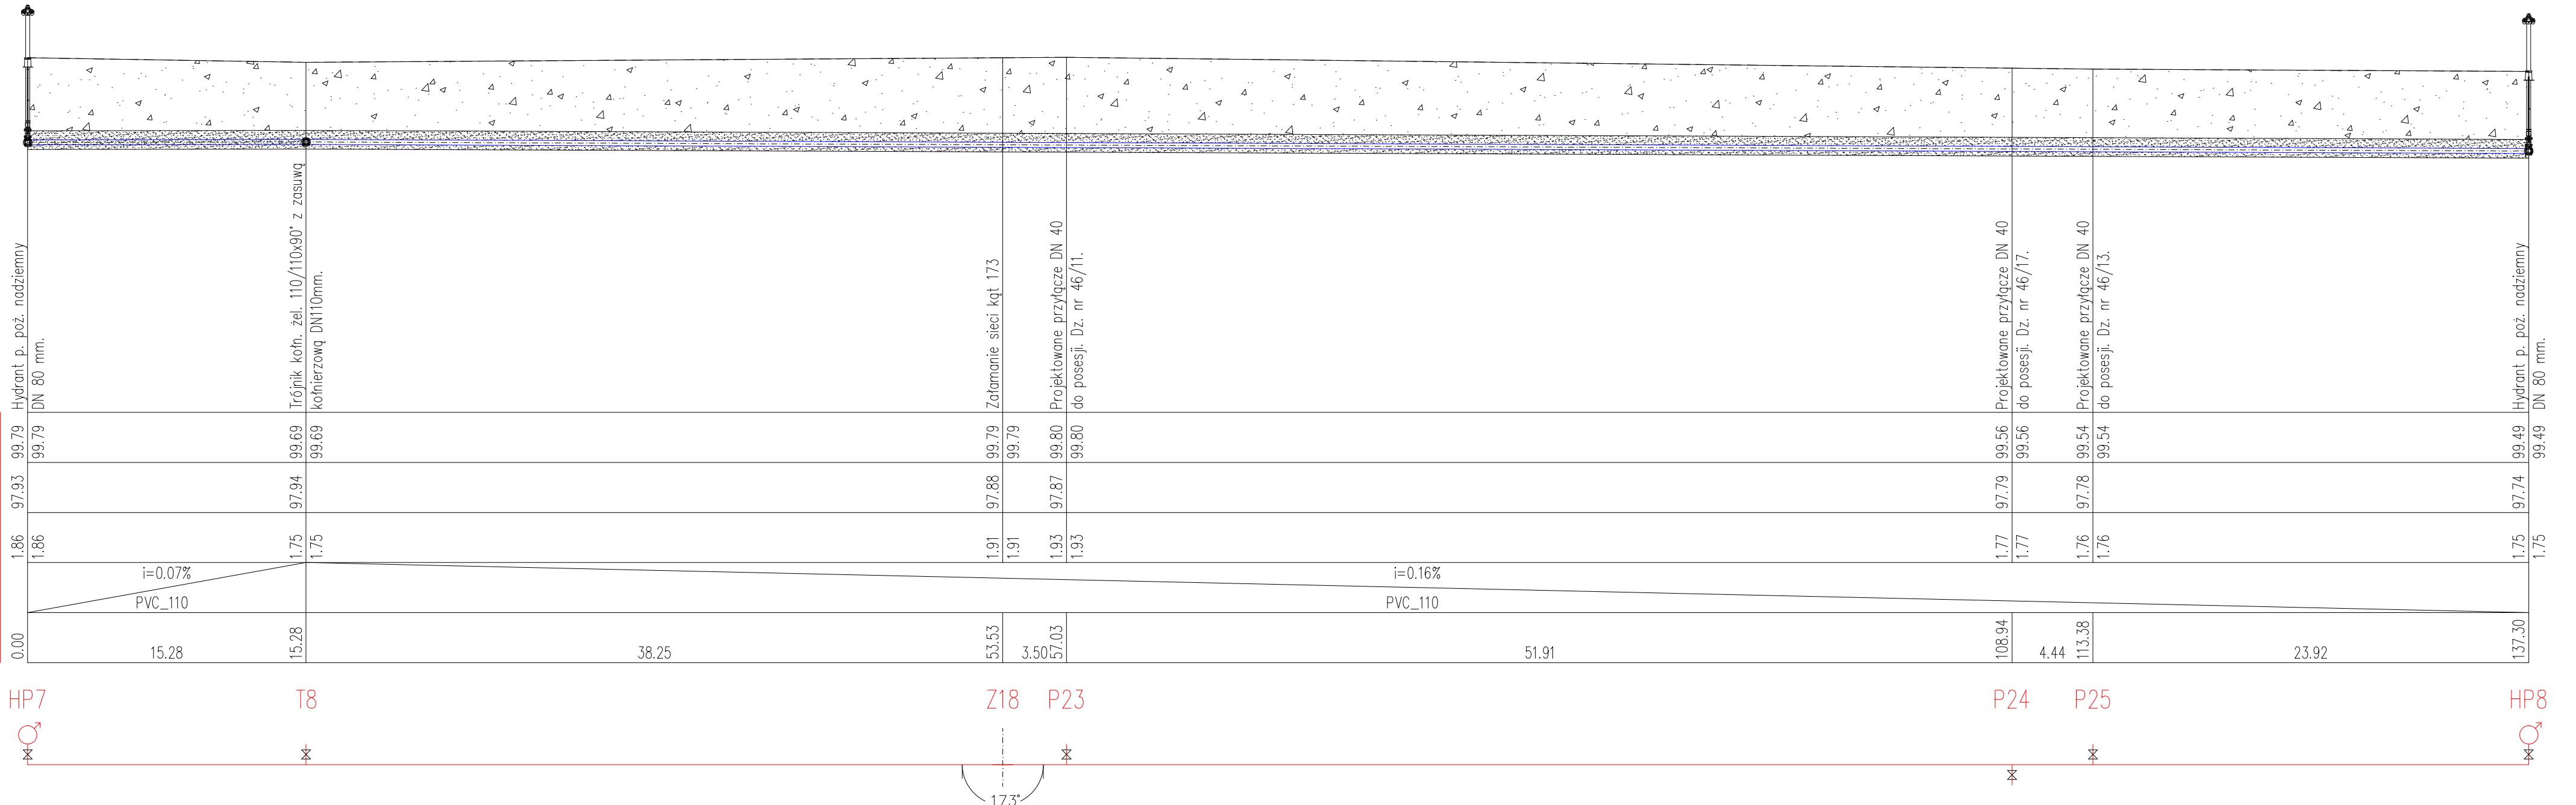 Hydrant p. poż. nadziemny
DN 80 mm.
Trójnik kołn. żel. 110/110x90° z zasuwą
kołnierzową DN110mm.
Załamanie sieci kąt 173
Projektowane przyłącze DN 40
do posesji. Dz. nr 46/11.
Projektowane przyłącze DN 40
do posesji. Dz. nr 46/17.
Projektowane przyłącze DN 40
do posesji. Dz. nr 46/13.
Hydrant p. poż. nadziemny
DN 80 mm.
99.79 99.79 99.69 99.69 99.79 99.79 99.80 99.80 99.56 99.56 99.54 99.54 99.49 99.49
97.93 97.94 97.88 97.87 97.79 97.78 97.74
1.86 1.86 1.75 1.75 1.91 1.91 1.93 1.93 1.77 1.77 1.76 1.76 1.75 1.75
i=0.07% i=0.16%
PVC_110 PVC_110
0.00 15.28 53.53 57.03 108.94 113.38 137.30
15.28 38.25 3.50 51.91 4.44 23.92
HP7 T8 Z18 P23 P24 P25 HP8
173°